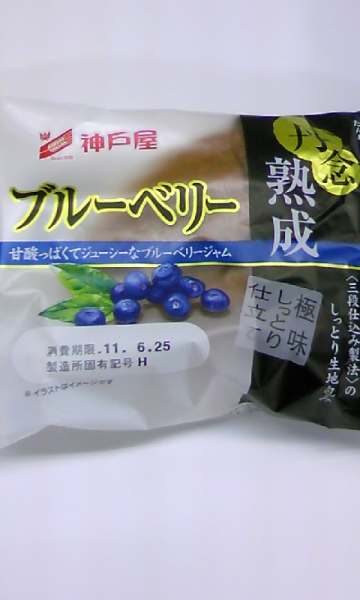 神戸屋
ブルーベリー
甘酸っぱくてジューシーなブルーベリージャム
消費期限.11. 6.25
製造所固有記号 H
※イラストはイメージです
丹念
熟成
〈三段仕込み製法〉の
しっとり生地
極味
しっとり
仕立て